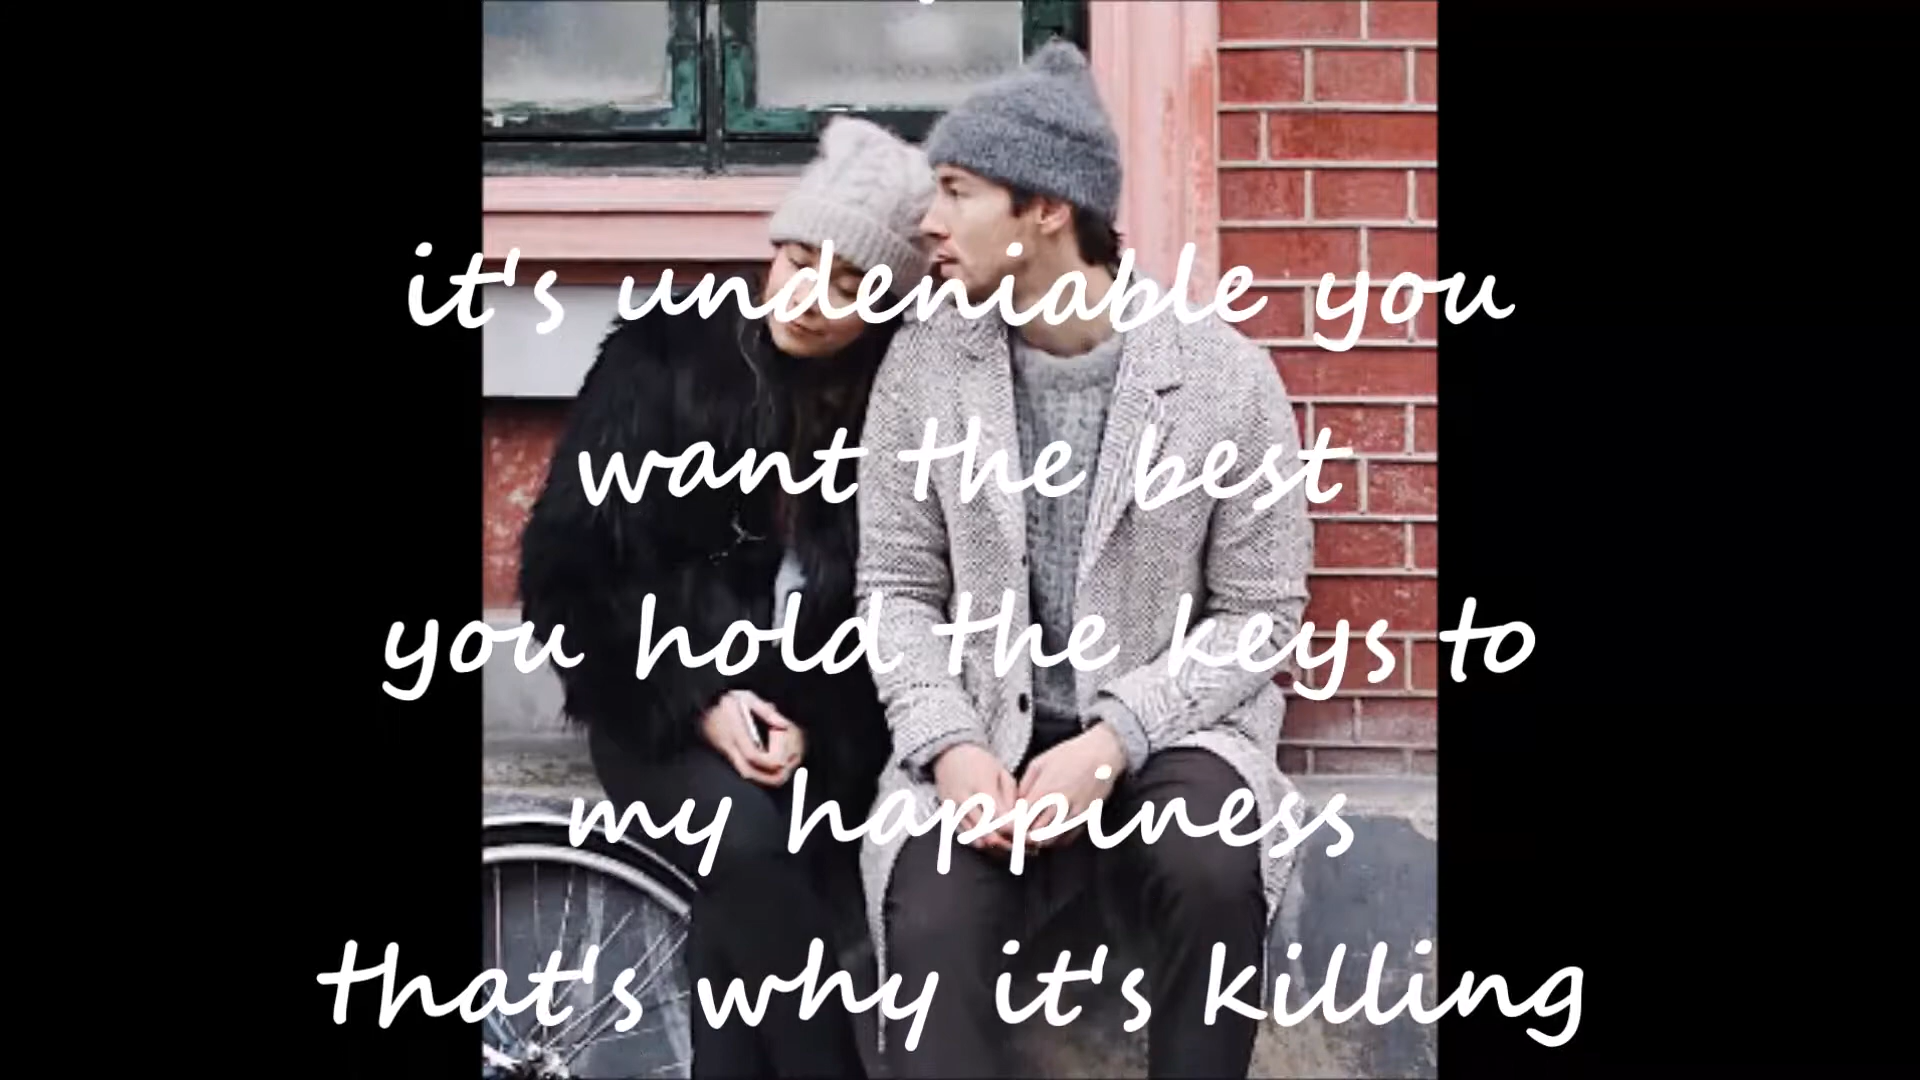 it's undeniable you
want the best
you hold the keys to
my happiness
that's why it's killing